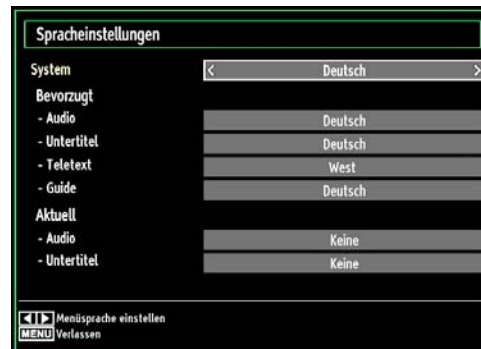 Spracheinstellungen
System < Deutsch >
Bevorzugt
- Audio Deutsch
- Untertitel Deutsch
- Teletext West
- Guide Deutsch
Aktuell
- Audio Keine
- Untertitel Keine
Menüsprache einstellen
MENU Verlassen